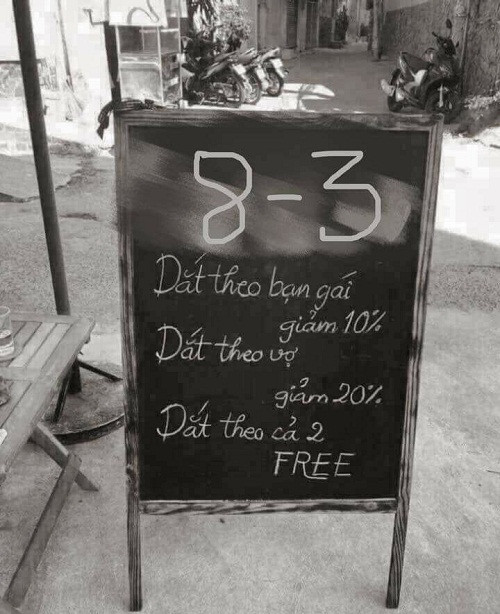 8-3
Dắt theo bạn gái
giảm 10%
Dắt theo vợ
giảm 20%
Dắt theo cả 2
FREE